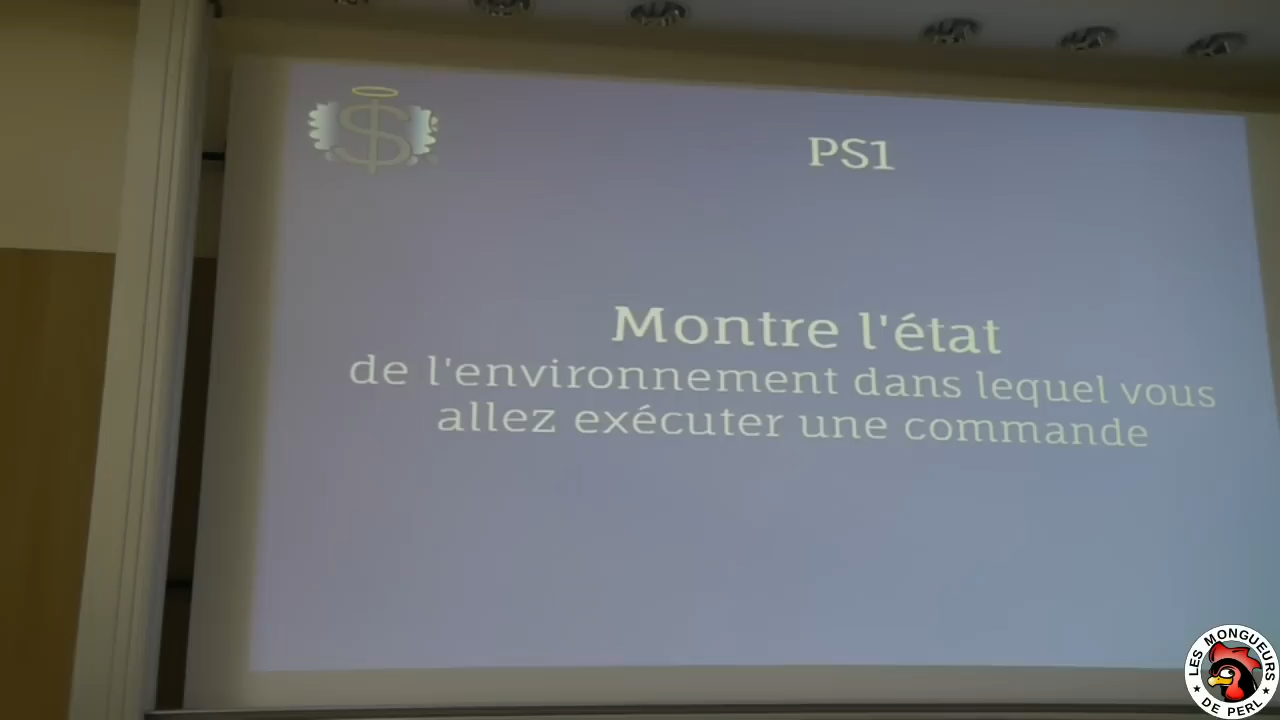 $
PS1
Montre l'état
de l'environnement dans lequel vous
allez exécuter une commande
LES MONGUEURS
★ DE PERL ★